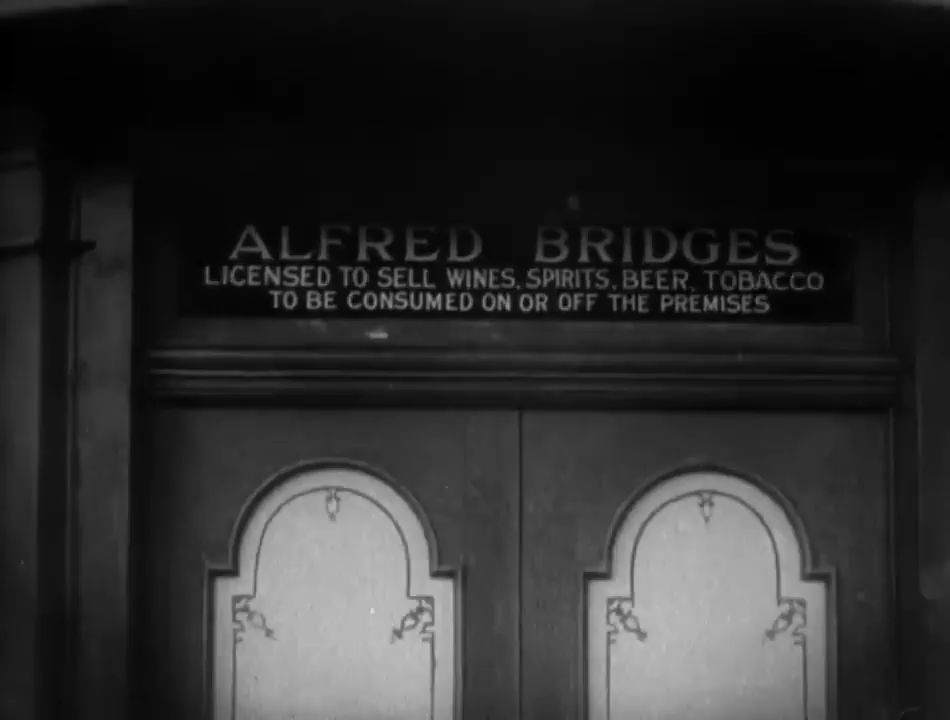 ALFRED BRIDGES
LICENSED TO SELL WINES, SPIRITS, BEER, TOBACCO
TO BE CONSUMED ON OR OFF THE PREMISES